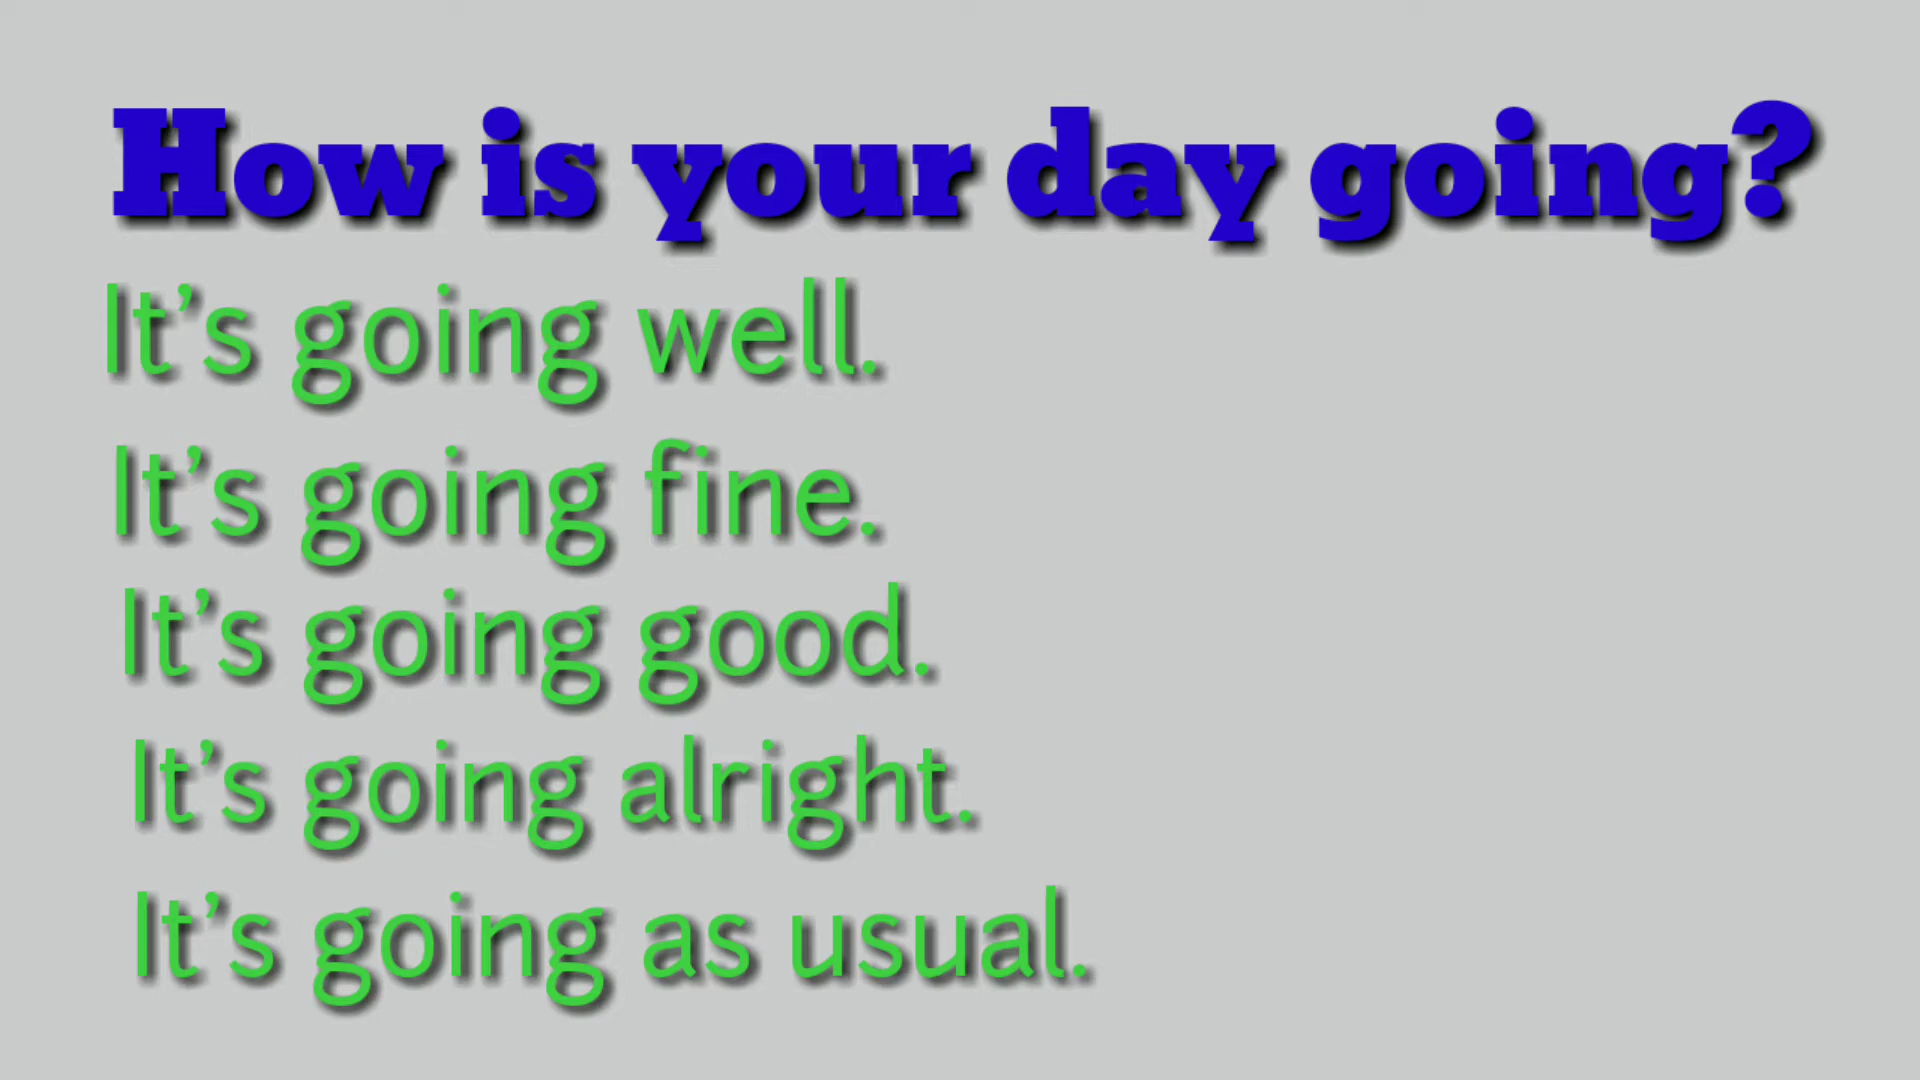 How is your day going?
It’s going well.
It’s going fine.
It’s going good.
It’s going alright.
It’s going as usual.